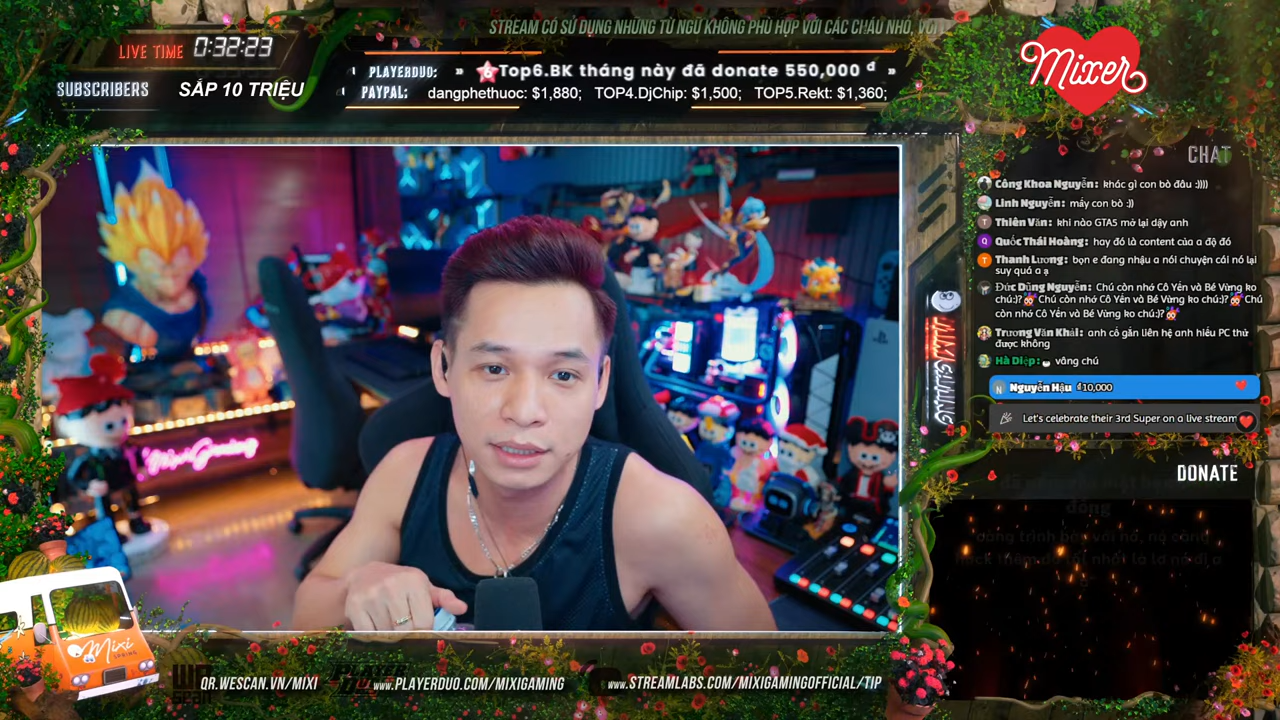 STREAM CÓ SỬ DỤNG NHỮNG TỪ NGỮ KHÔNG PHÙ HỢP VỚI CÁC CHÁU NHỎ, VUI
LIVE TIME 0:32:23
SUBSCRIBERS SẮP 10 TRIỆU
PLAYERDUO: » 6 Top6.BK tháng này đã donate 550,000 đ »
PAYPAL: dangphethuoc: $1,880; TOP4.DjChip: $1,500; TOP5.Rekt: $1,360;
Mixer
CHAT
Công Khoa Nguyễn: khác gì con bò đâu :))))
Linh Nguyễn: mấy con bò :))
T Thiên Văn: khi nào GTA5 mở lại dậy anh
Q Quốc Thái Hoàng: hay đó là content của a độ đó
T Thanh Lương: bọn e đang nhậu a nói chuyện cái nó lại
suy quá a ạ
Đức Dũng Nguyễn: Chú còn nhớ Cô Yến và Bé Vừng ko
chú:)? Chú còn nhớ Cô Yến và Bé Vừng ko chú:)? Chú
còn nhớ Cô Yến và Bé Vừng ko chú:)?
Trương Văn Khải: anh cố gắn liên hệ anh hiếu PC thử
được không
Hà Diệp: vâng chú
N Nguyễn Hậu ₫10,000
Let's celebrate their 3rd Super on a live stream
MIXI GAMING
DONATE
MixiGaming
Mixi
SPRING
QR.WESCAN.VN/MIXI
WWW.PLAYERDUO.COM/MIXIGAMING
WWW.STREAMLABS.COM/MIXIGAMINGOFFICIAL/TIP